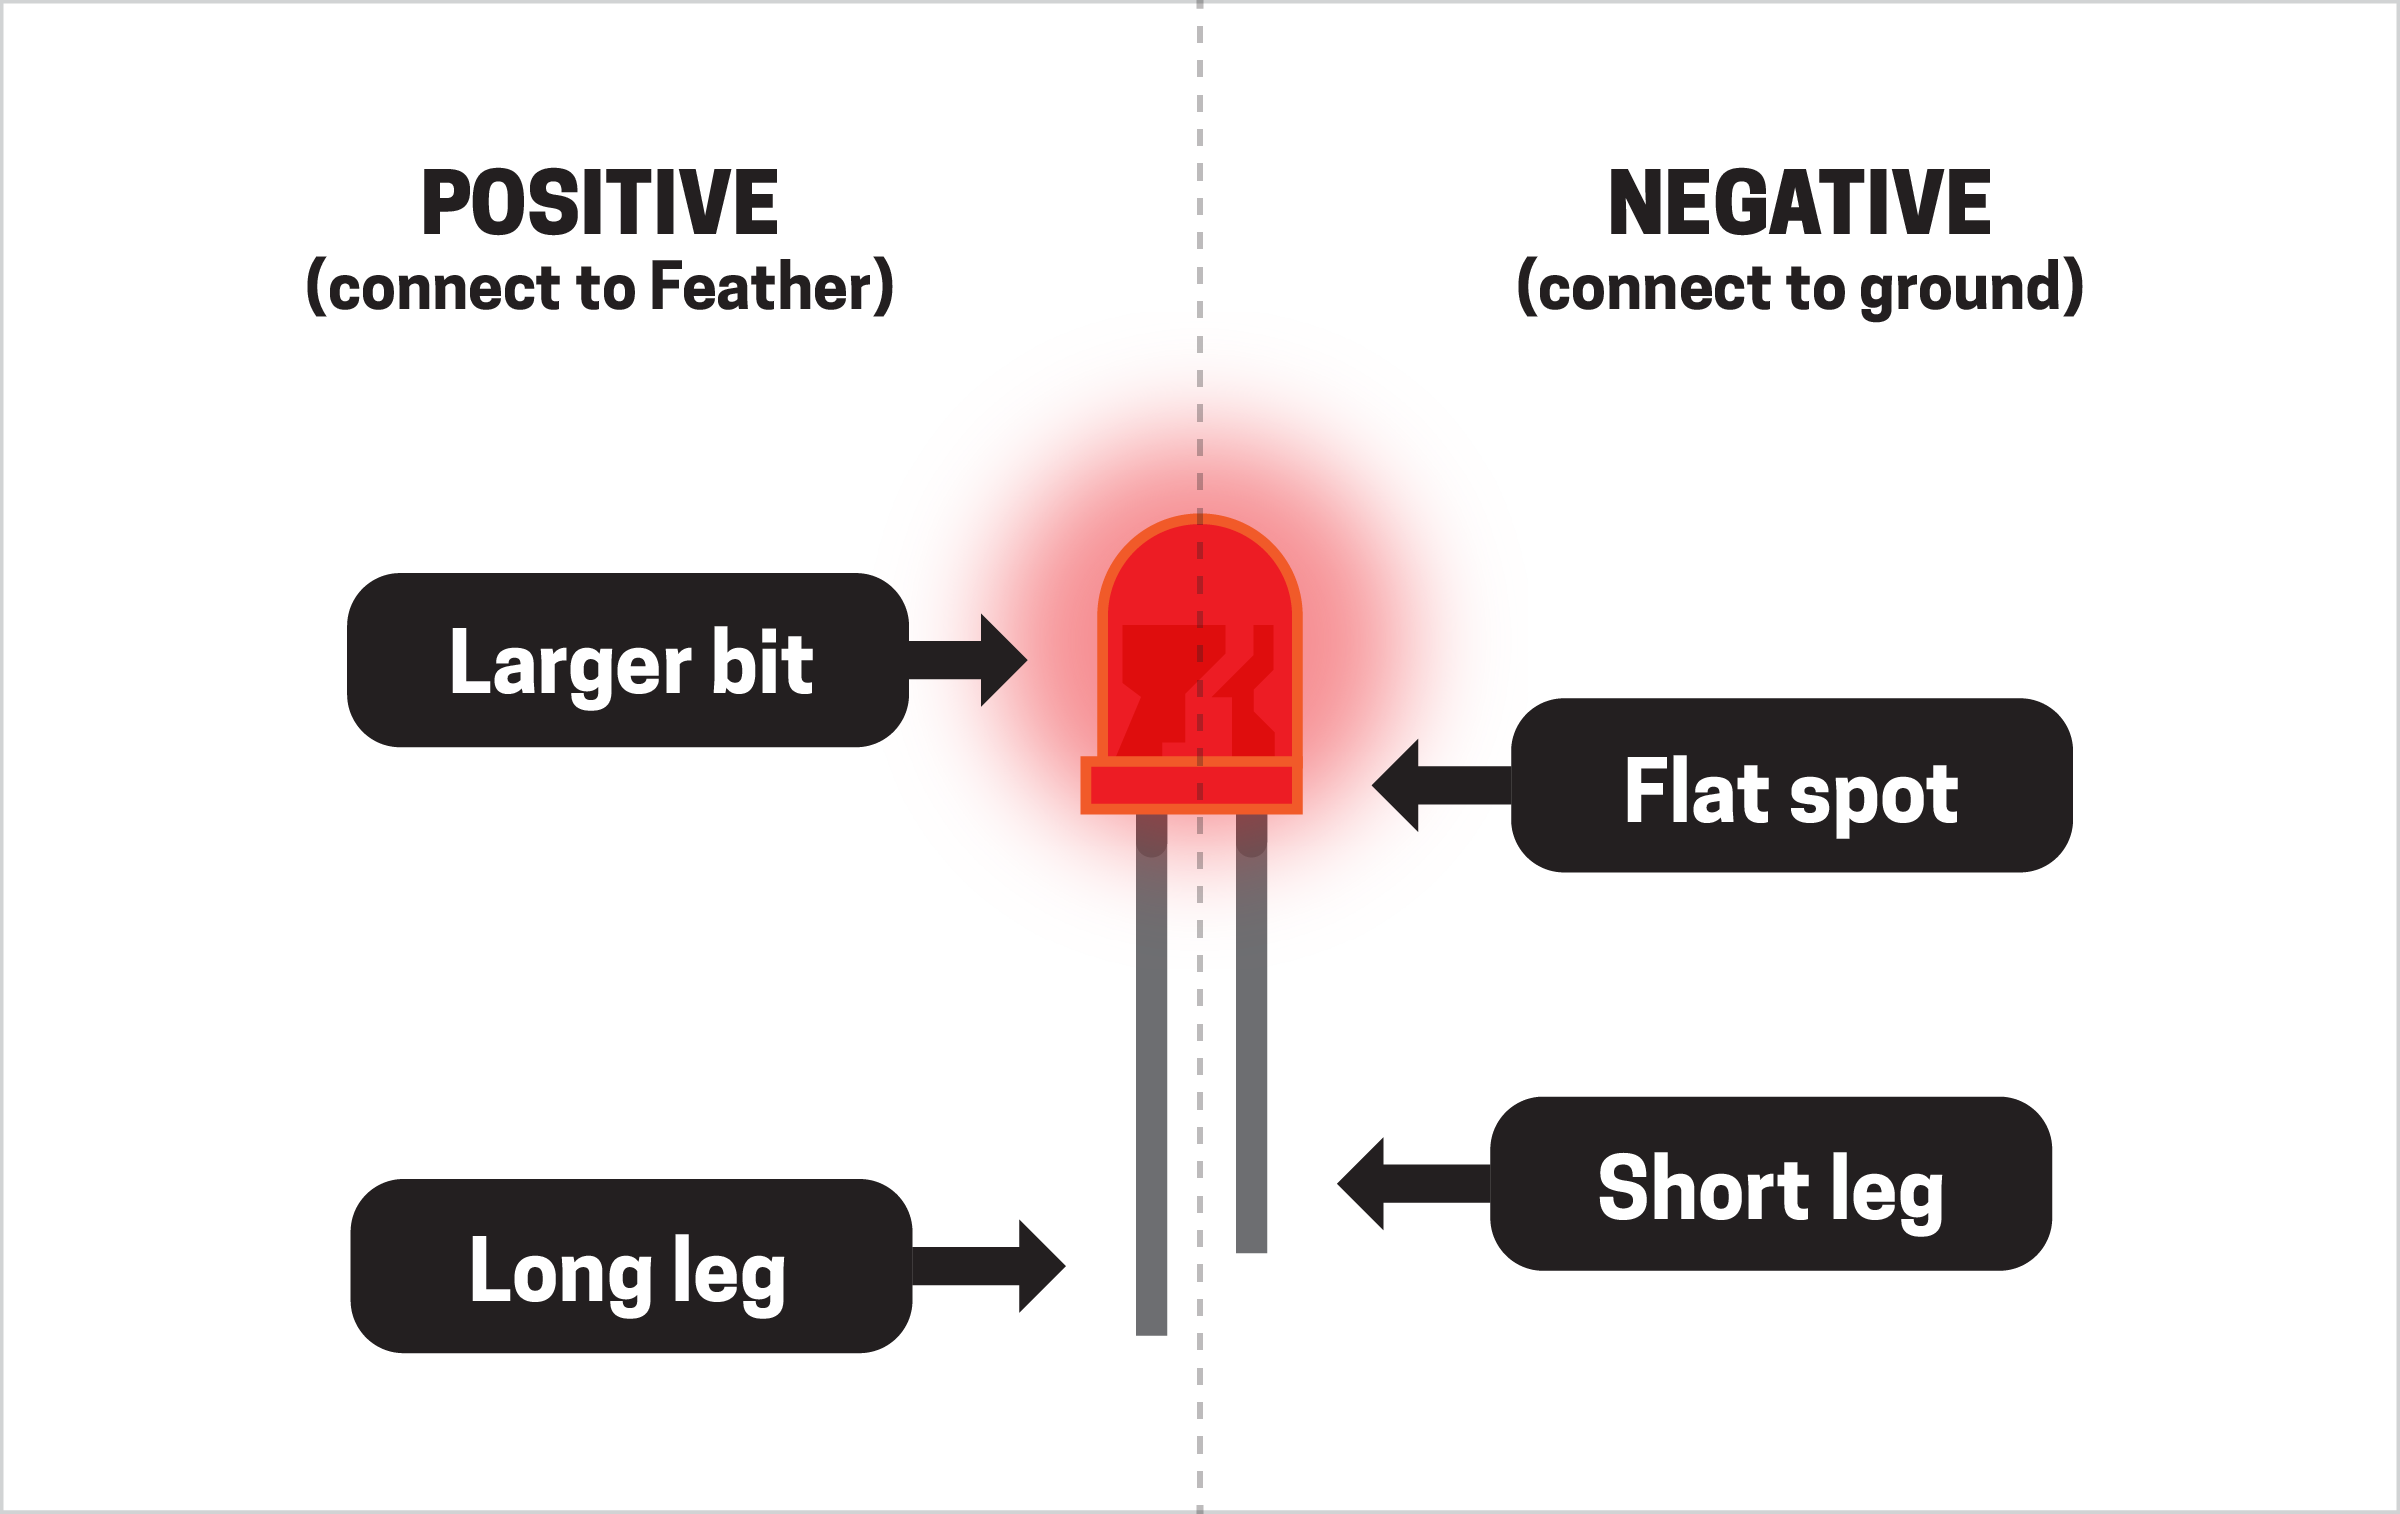 POSITIVE
(connect to Feather)
NEGATIVE
(connect to ground)
Larger bit
Flat spot
Short leg
Long leg